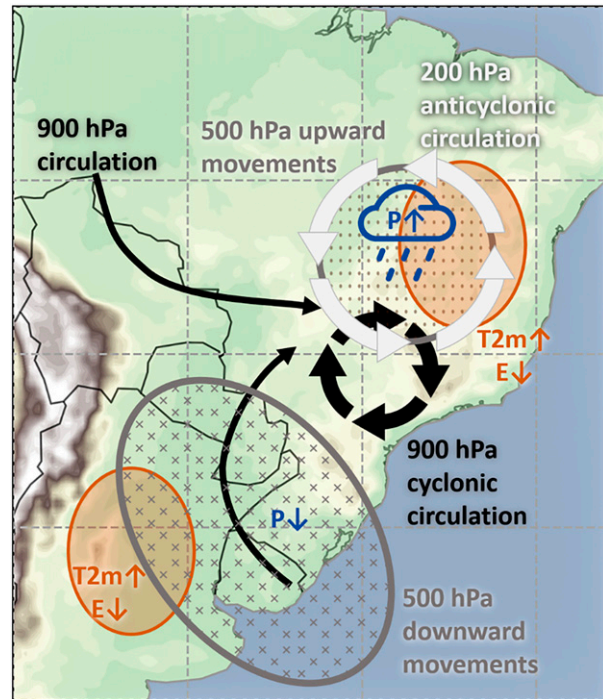 200 hPa
anticyclonic
circulation
900 hPa
circulation
500 hPa upward
movements
P↑
T2m↑
E↓
900 hPa
cyclonic
circulation
P↓
T2m↑
E↓
500 hPa
downward
movements